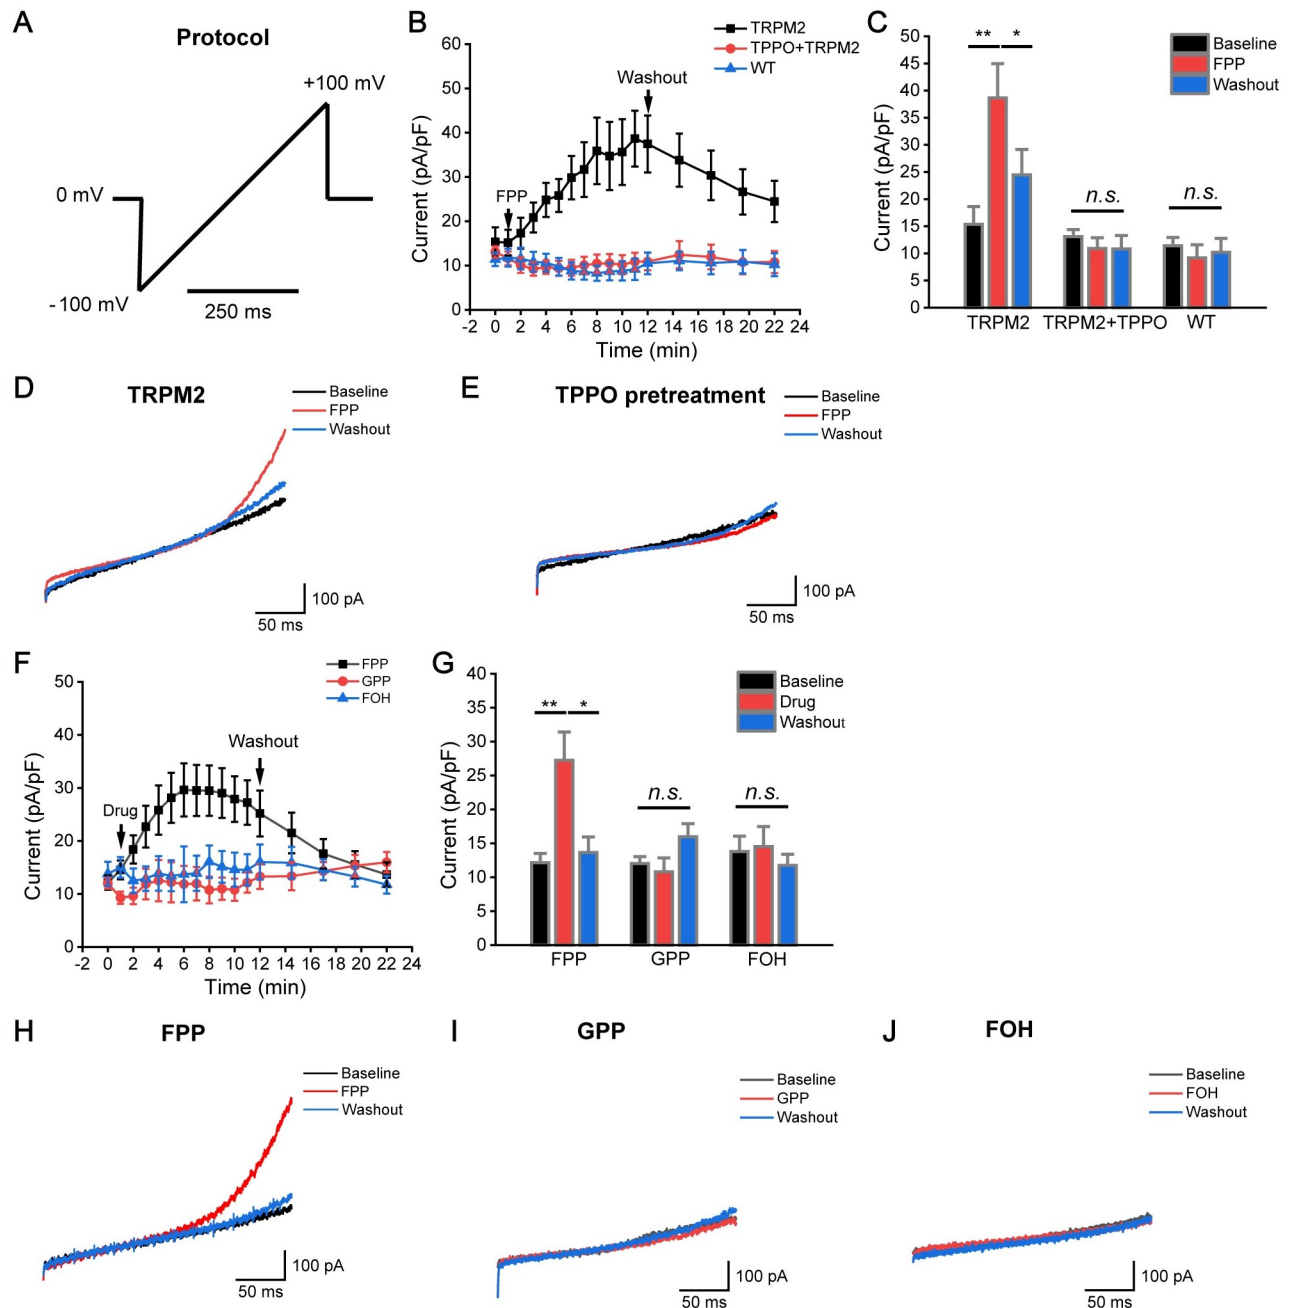 A
Protocol
+100 mV
0 mV
-100 mV
250 ms
B
TRPM2
TPPO+TRPM2
WT
Washout
FPP
Current (pA/pF)
60
50
40
30
20
10
0
-2 0 2 4 6 8 10 12 14 16 18 20 22 24
Time (min)
C
Baseline
FPP
Washout
** *
n.s.
n.s.
Current (pA/pF)
50
45
40
35
30
25
20
15
10
5
0
TRPM2 TRPM2+TPPO WT
D
TRPM2
Baseline
FPP
Washout
100 pA
50 ms
E
TPPO pretreatment
Baseline
FPP
Washout
100 pA
50 ms
F
FPP
GPP
FOH
Washout
Drug
Current (pA/pF)
50
40
30
20
10
0
-2 0 2 4 6 8 10 12 14 16 18 20 22 24
Time (min)
G
Baseline
Drug
Washout
** *
n.s.
n.s.
Current (pA/pF)
40
35
30
25
20
15
10
5
0
FPP GPP FOH
H
FPP
Baseline
FPP
Washout
100 pA
50 ms
I
GPP
Baseline
GPP
Washout
100 pA
50 ms
J
FOH
Baseline
FOH
Washout
100 pA
50 ms